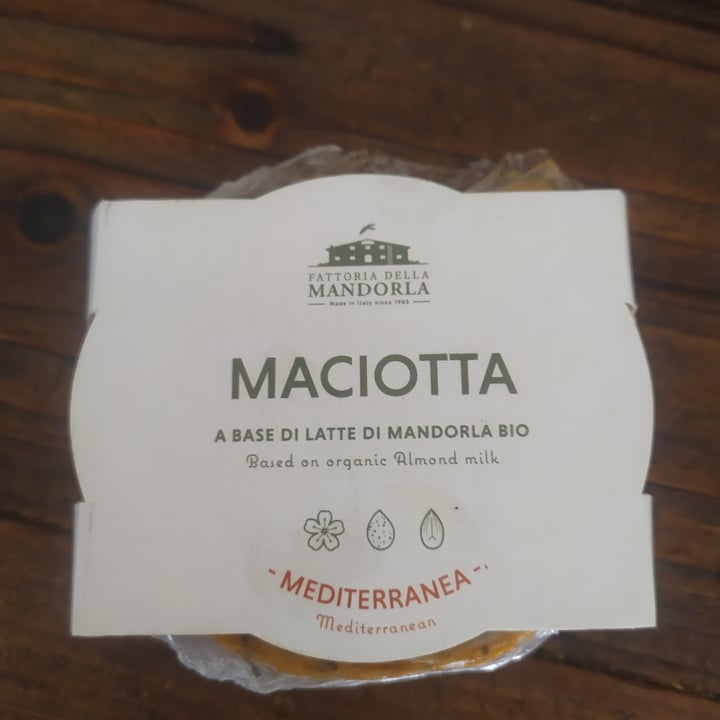 FATTORIA DELLA
MANDORLA
Made in Italy since 1983
MACIOTTA
A BASE DI LATTE DI MANDORLA BIO
Based on organic Almond milk
- MEDITERRANEA -
Mediterranean